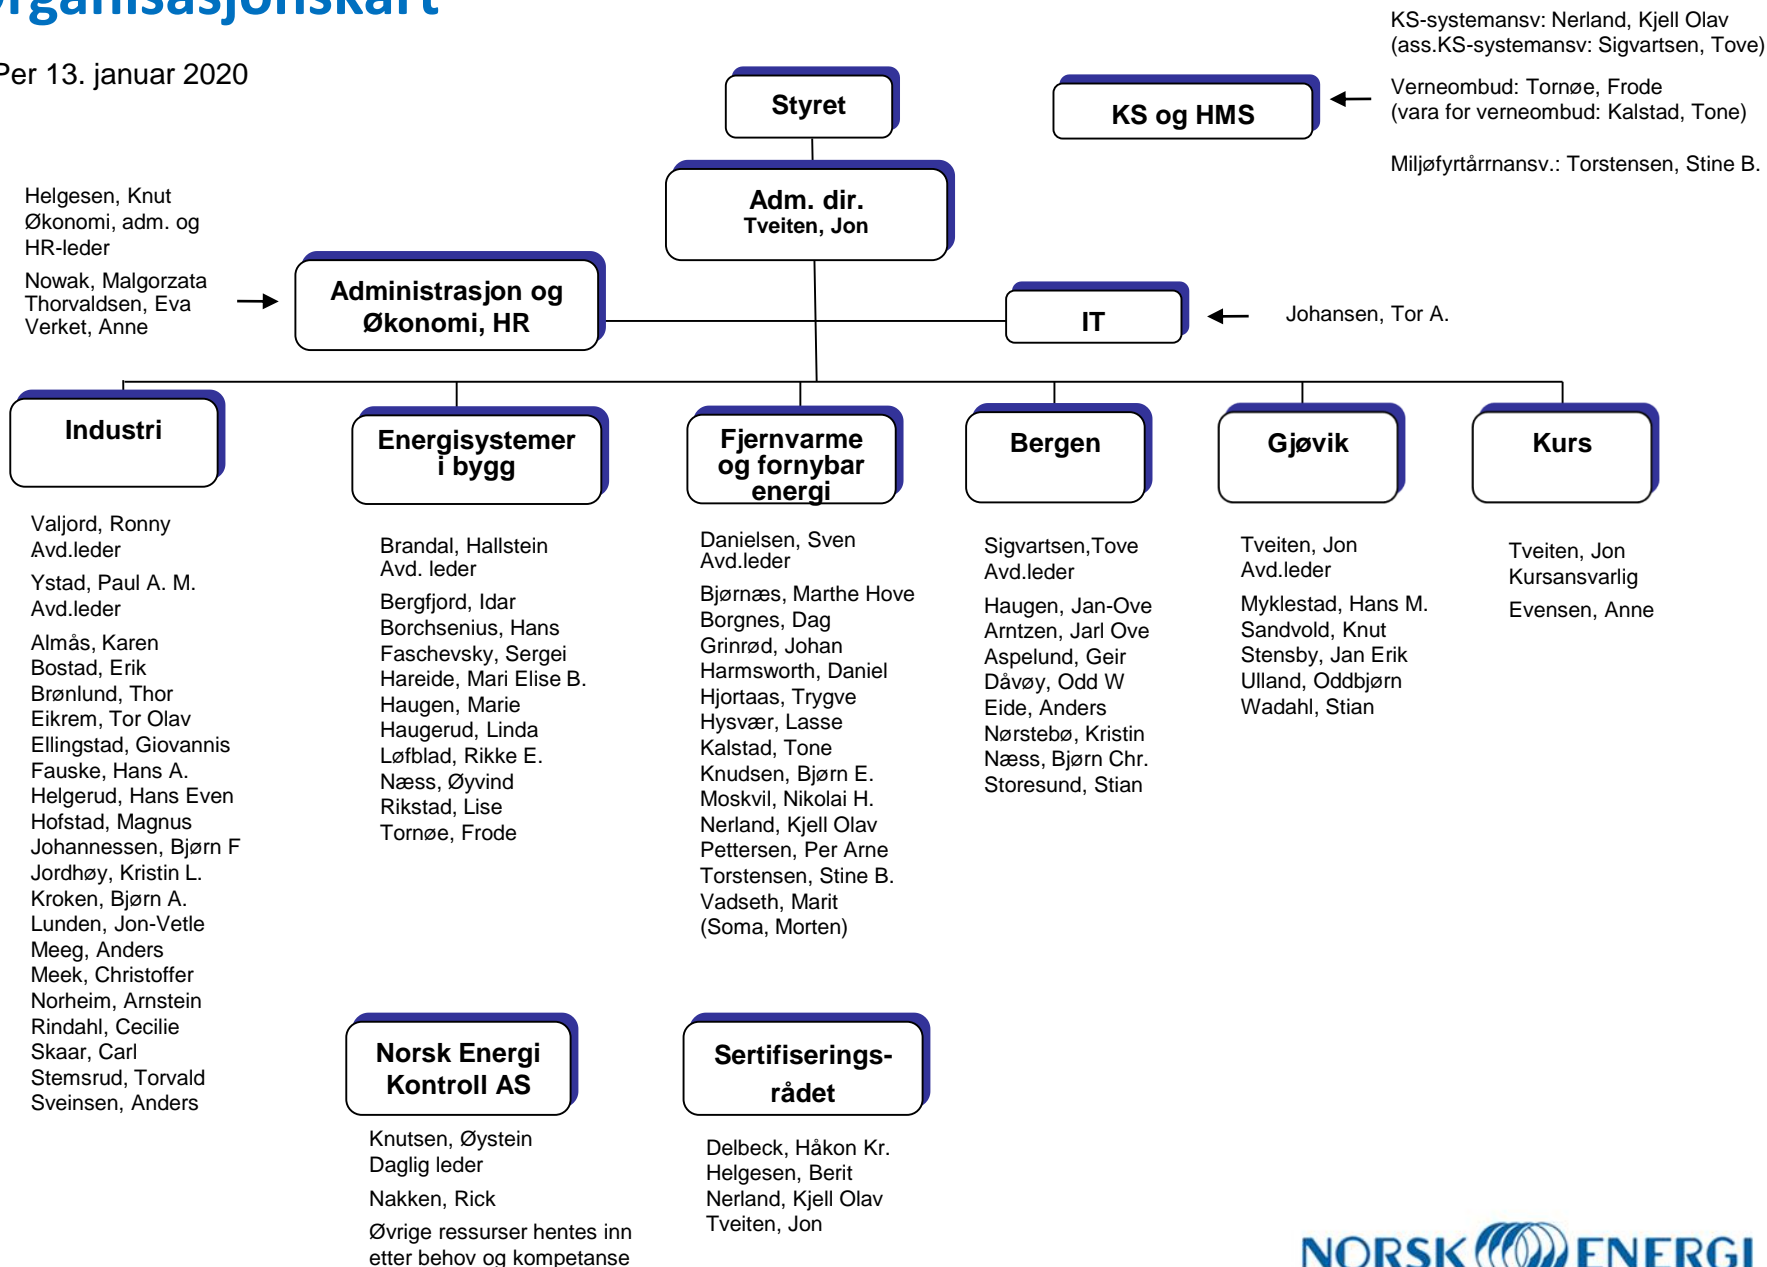 Organisasjonskart
Per 13. januar 2020
KS-systemansv: Nerland, Kjell Olav
(ass.KS-systemansv: Sigvartsen, Tove)
Verneombud: Tornøe, Frode
(vara for verneombud: Kalstad, Tone)
Miljøfyrtårrnansv.: Torstensen, Stine B.
Styret
KS og HMS
Adm. dir.
Tveiten, Jon
Helgesen, Knut
Økonomi, adm. og
HR-leder
Nowak, Malgorzata
Thorvaldsen, Eva
Verket, Anne
Administrasjon og
Økonomi, HR
IT
Johansen, Tor A.
Industri
Valjord, Ronny
Avd.leder
Ystad, Paul A. M.
Avd.leder
Almås, Karen
Bostad, Erik
Brønlund, Thor
Eikrem, Tor Olav
Ellingstad, Giovannis
Fauske, Hans A.
Helgerud, Hans Even
Hofstad, Magnus
Johannessen, Bjørn F
Jordhøy, Kristin L.
Kroken, Bjørn A.
Lunden, Jon-Vetle
Meeg, Anders
Meek, Christoffer
Norheim, Arnstein
Rindahl, Cecilie
Skaar, Carl
Stemsrud, Torvald
Sveinsen, Anders
Energisystemer
i bygg
Brandal, Hallstein
Avd. leder
Bergfjord, Idar
Borchsenius, Hans
Faschevsky, Sergei
Hareide, Mari Elise B.
Haugen, Marie
Haugerud, Linda
Løfblad, Rikke E.
Næss, Øyvind
Rikstad, Lise
Tornøe, Frode
Fjernvarme
og fornybar
energi
Danielsen, Sven
Avd.leder
Bjørnæs, Marthe Hove
Borgnes, Dag
Grinrød, Johan
Harmsworth, Daniel
Hjortaas, Trygve
Hysvær, Lasse
Kalstad, Tone
Knudsen, Bjørn E.
Moskvil, Nikolai H.
Nerland, Kjell Olav
Pettersen, Per Arne
Torstensen, Stine B.
Vadseth, Marit
(Soma, Morten)
Bergen
Sigvartsen,Tove
Avd.leder
Haugen, Jan-Ove
Arntzen, Jarl Ove
Aspelund, Geir
Dåvøy, Odd W
Eide, Anders
Nørstebø, Kristin
Næss, Bjørn Chr.
Storesund, Stian
Gjøvik
Tveiten, Jon
Avd.leder
Myklestad, Hans M.
Sandvold, Knut
Stensby, Jan Erik
Ulland, Oddbjørn
Wadahl, Stian
Kurs
Tveiten, Jon
Kursansvarlig
Evensen, Anne
Norsk Energi
Kontroll AS
Knutsen, Øystein
Daglig leder
Nakken, Rick
Øvrige ressurser hentes inn
etter behov og kompetanse
Sertifiserings-
rådet
Delbeck, Håkon Kr.
Helgesen, Berit
Nerland, Kjell Olav
Tveiten, Jon
NORSK ENERGI